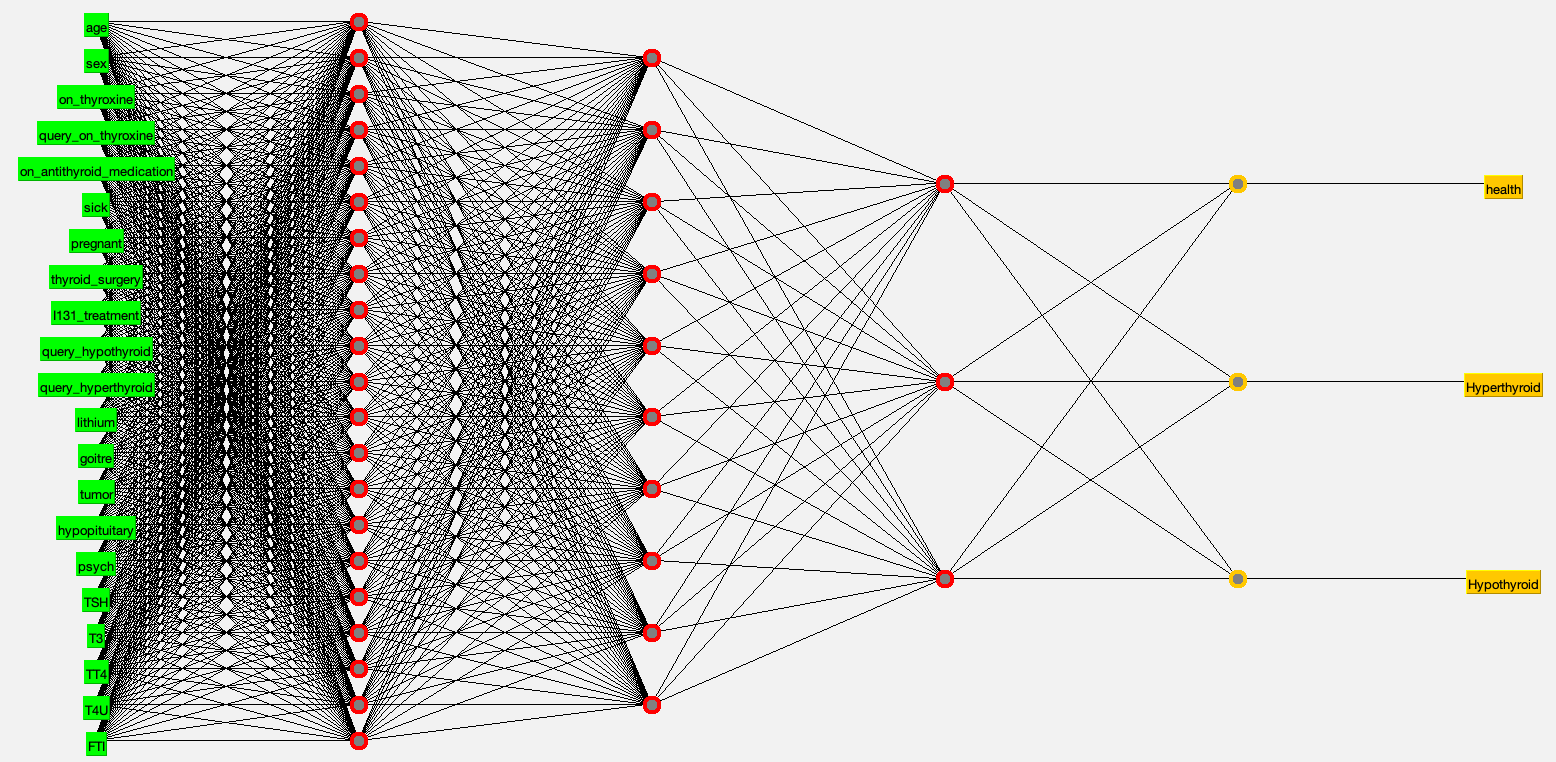 age
sex
on_thyroxine
query_on_thyroxine
on_antithyroid_medication
sick
pregnant
thyroid_surgery
I131_treatment
query_hypothyroid
query_hyperthyroid
lithium
goitre
tumor
hypopituitary
psych
TSH
T3
TT4
T4U
FTI
health
Hyperthyroid
Hypothyroid